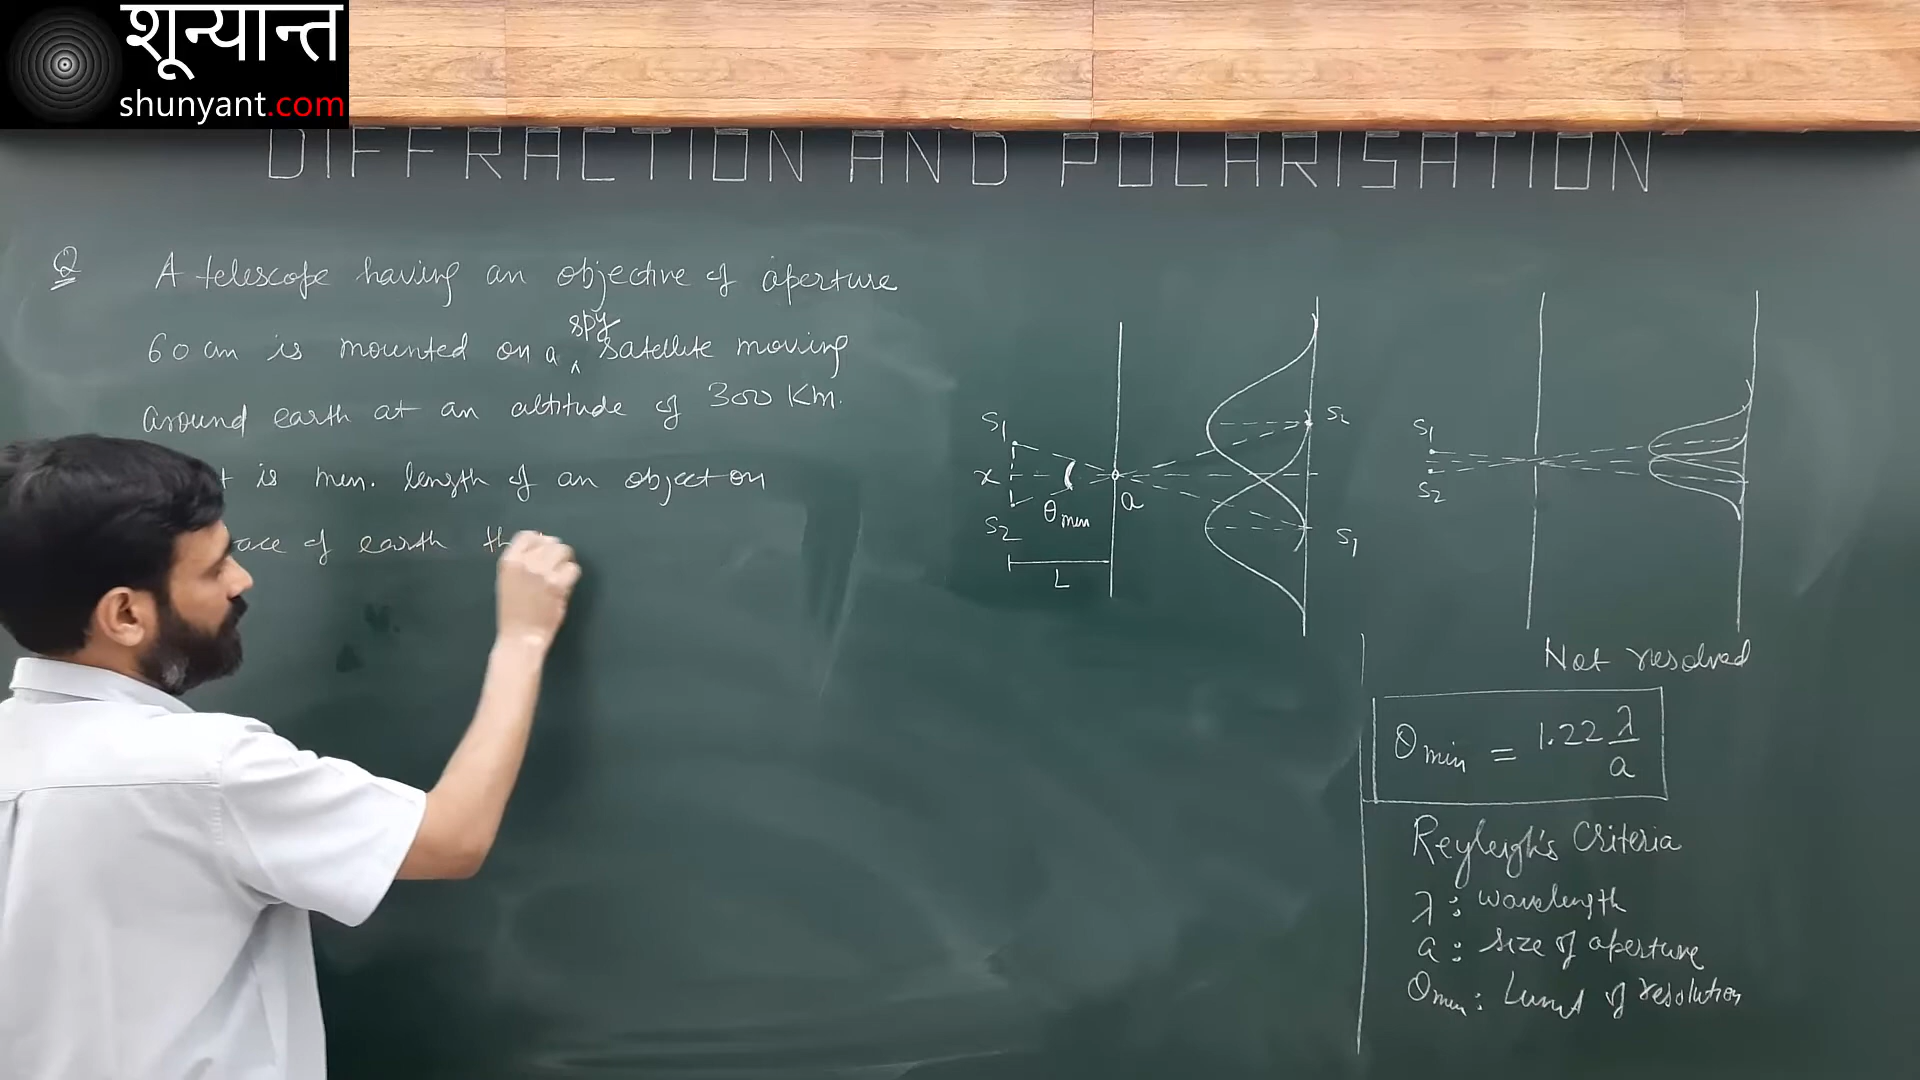 शून्यान्त
shunyant.com
DIFFRACTION AND POLARISATION
Q A telescope having an objective of aperture
60 cm is mounted on a spy satellite moving
around earth at an altitude of 300 Km.
t is min. length of an object on
ace of earth th
S1
x
S2
θmin
a
L
S2
S1
S1
S2
Not resolved
θmin = 1.22 λ/a
Reyleigh's Criteria
λ : wavelength
a : size of aperture
θmin : Limit of resolution